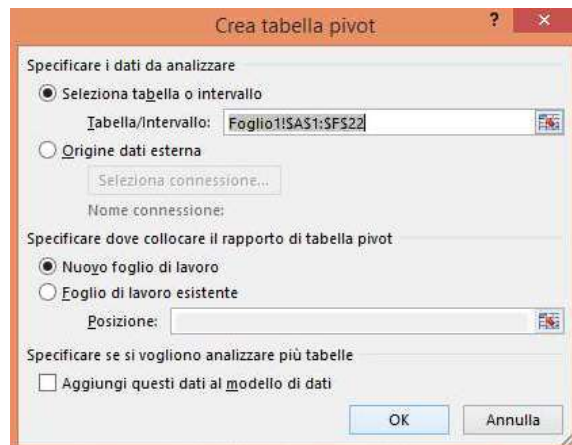 Crea tabella pivot ? ×
Specificare i dati da analizzare
Seleziona tabella o intervallo
Tabella/Intervallo: Foglio1!$A$1:$F$22
Origine dati esterna
Seleziona connessione...
Nome connessione:
Specificare dove collocare il rapporto di tabella pivot
Nuovo foglio di lavoro
Foglio di lavoro esistente
Posizione:
Specificare se si vogliono analizzare più tabelle
Aggiungi questi dati al modello di dati
OK Annulla